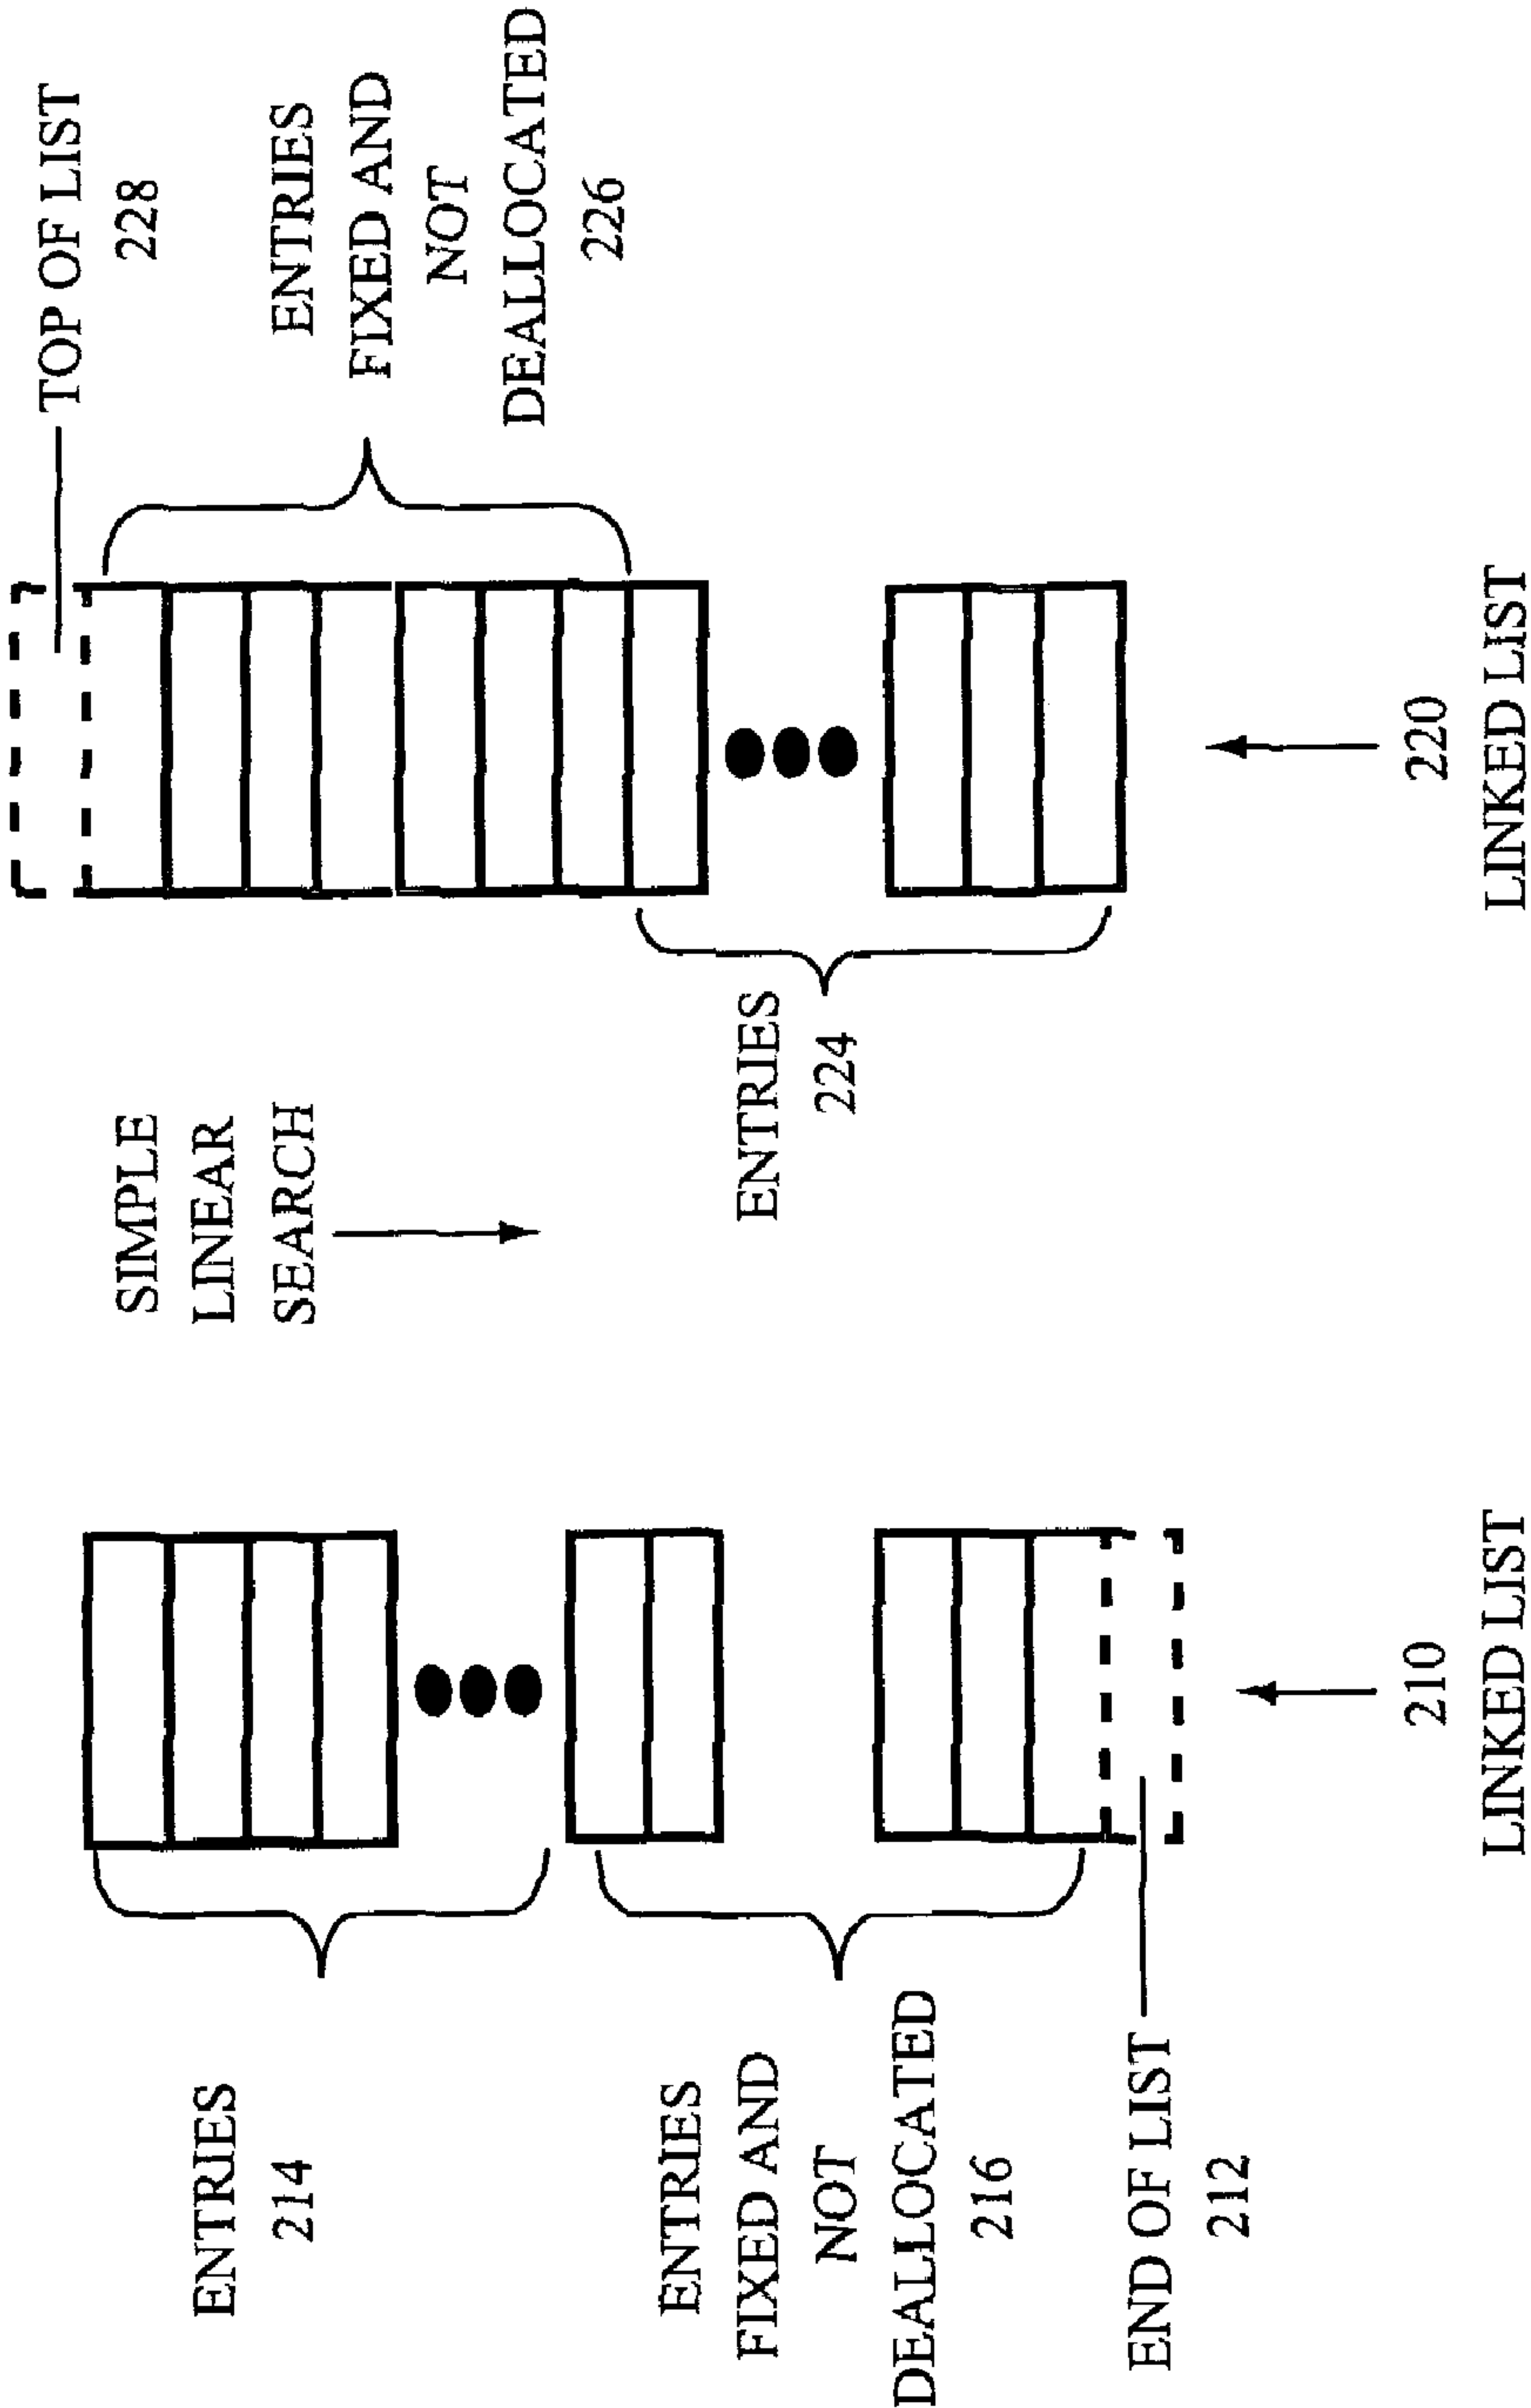 ENTRIES
214
ENTRIES
FIXED AND
NOT
DEALLOCATED
216
END OF LIST
212
210
LINKED LIST
SIMPLE
LINEAR
SEARCH
ENTRIES
224
TOP OF LIST
228
ENTRIES
FIXED AND
NOT
DEALLOCATED
226
220
LINKED LIST